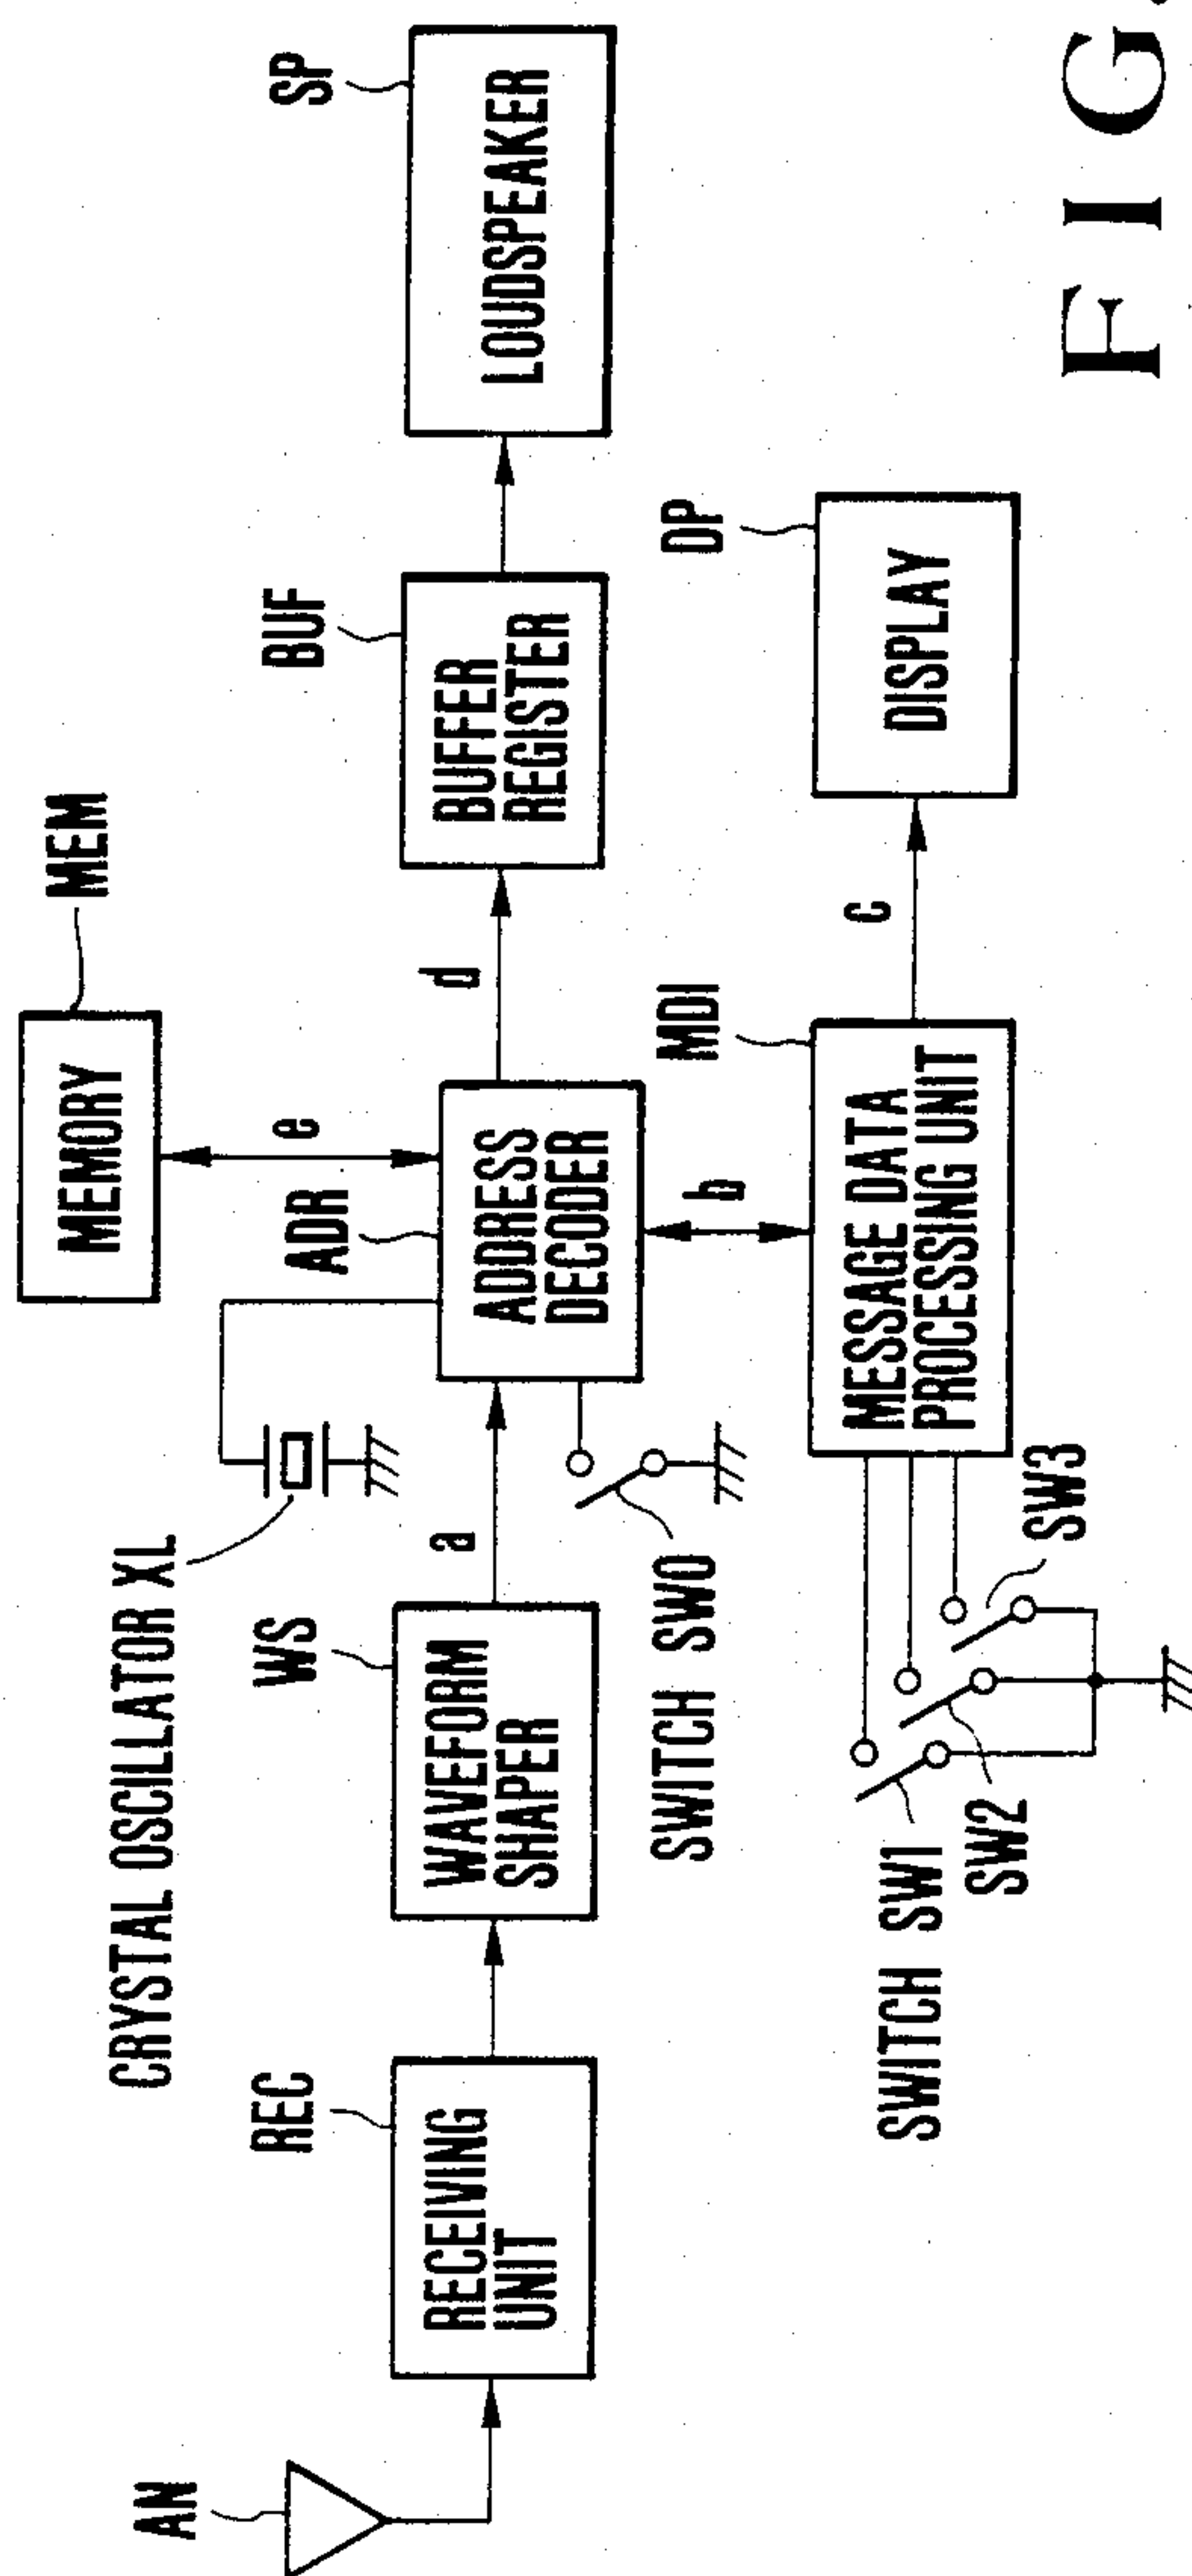 MEMORY
MEM
CRYSTAL OSCILLATOR XL
e
ADR
AN
REC
WS
BUF
SP
RECEIVING
UNIT
WAVEFORM
SHAPER
a
ADDRESS
DECODER
d
BUFFER
REGISTER
LOUDSPEAKER
SWITCH SW0
b
MDI
DP
MESSAGE DATA
PROCESSING UNIT
c
DISPLAY
SWITCH SW1
SW2
SW3
FIG.